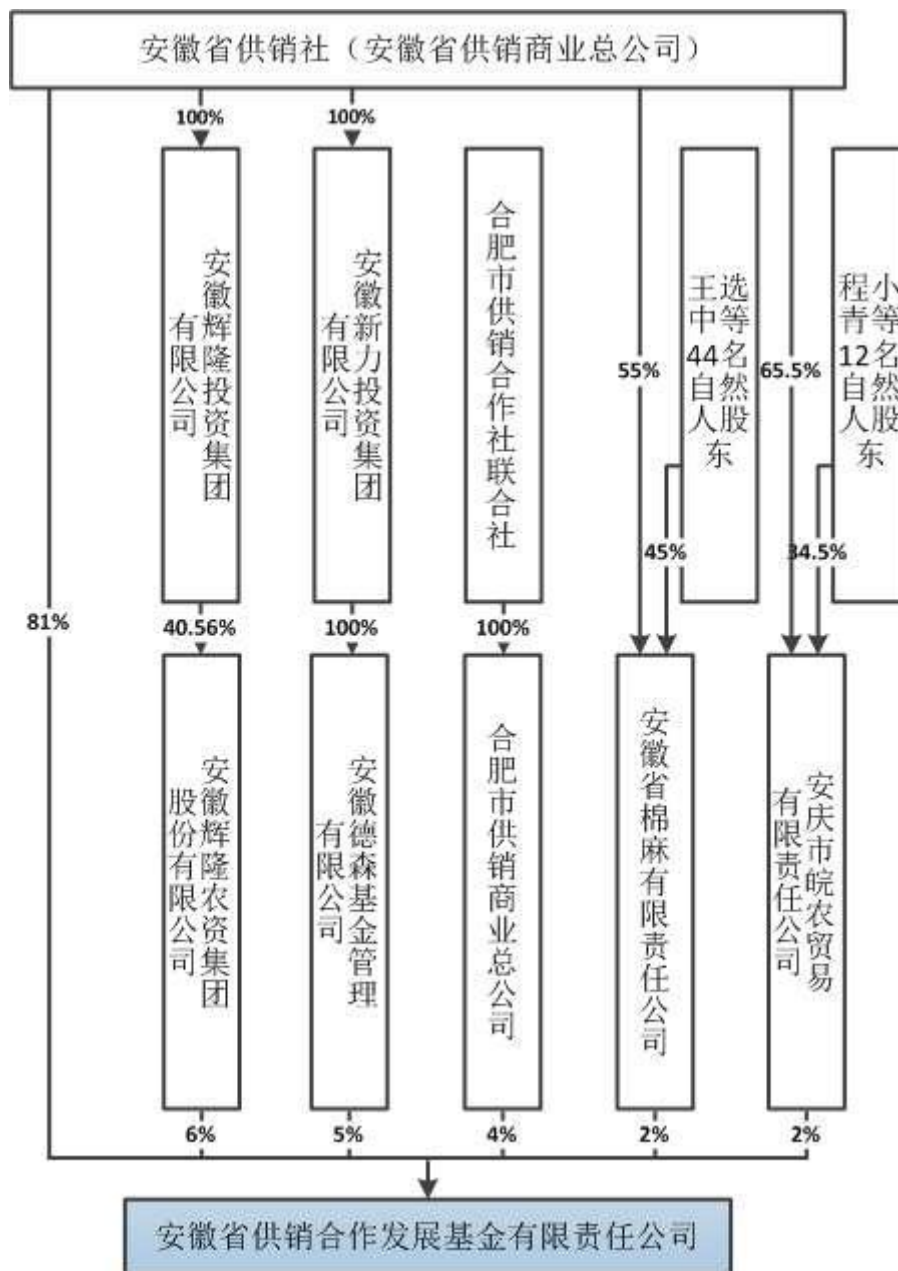 安徽省供销社（安徽省供销商业总公司）
100%
100%
安徽辉隆投资集团
有限公司
安徽新力投资集团
有限公司
合肥市供销合作社联合社
王选
中等
44名
自然
人股
东
程小
青等
12名
自然
人股
东
55%
65.5%
45%
34.5%
81%
40.56%
100%
100%
安徽辉隆农资集团
股份有限公司
安徽德森基金管理
有限公司
合肥市供销商业总公司
安徽省棉麻有限责任公司
安庆市皖农贸易
有限责任公司
6%
5%
4%
2%
2%
安徽省供销合作发展基金有限责任公司